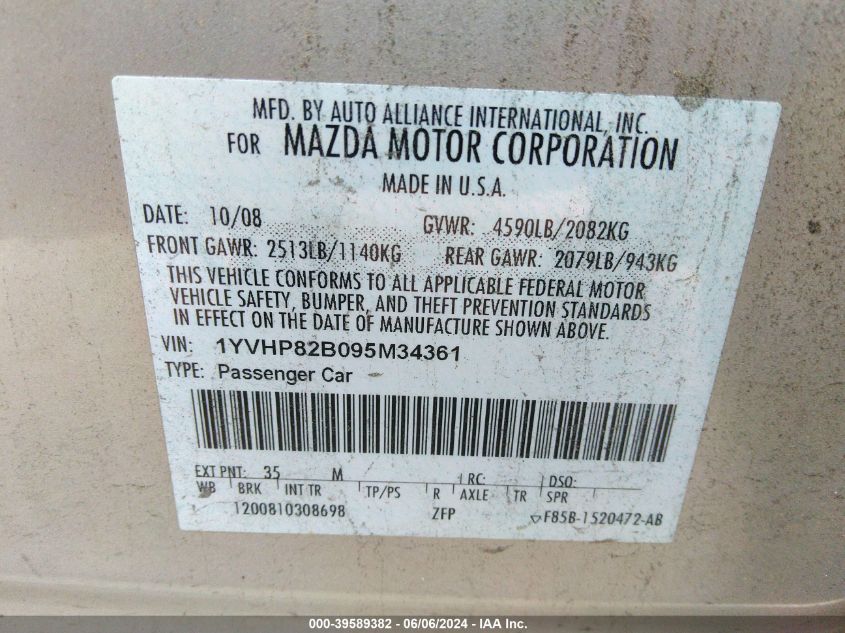 MFD. BY AUTO ALLIANCE INTERNATIONAL, INC.
FOR MAZDA MOTOR CORPORATION
MADE IN U.S.A.
DATE: 10/08 GVWR: 4590LB/2082KG
FRONT GAWR: 2513LB/1140KG REAR GAWR: 2079LB/943KG
THIS VEHICLE CONFORMS TO ALL APPLICABLE FEDERAL MOTOR
VEHICLE SAFETY, BUMPER, AND THEFT PREVENTION STANDARDS
IN EFFECT ON THE DATE OF MANUFACTURE SHOWN ABOVE.
VIN: 1YVHP82B095M34361
TYPE: Passenger Car
EXT PNT: 35 M RC: DSO:
WB BRK INT TR TP/PS R AXLE TR SPR
1200810308698 ZFP F85B-1520472-AB
000-39589382 - 06/06/2024 - IAA Inc.